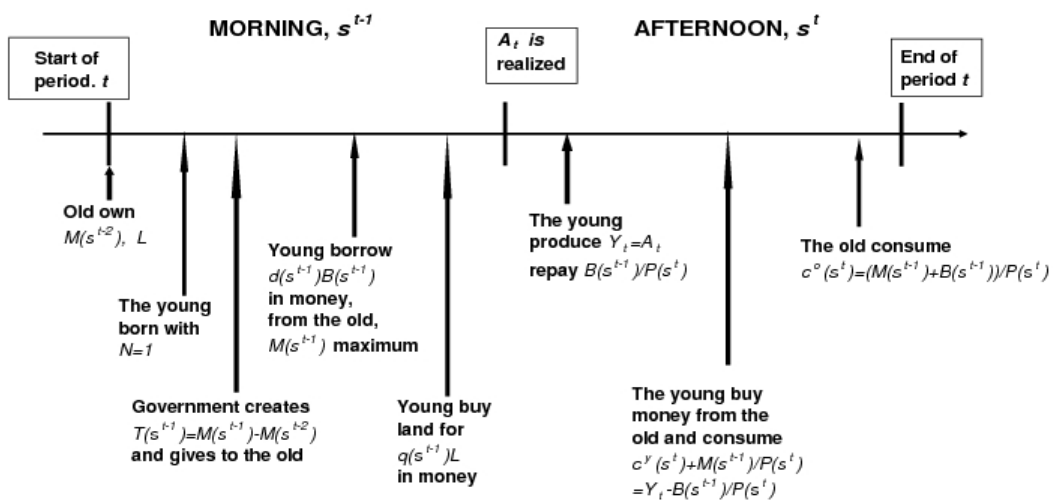 MORNING, s^{t-1}
AFTERNOON, s^t
Start of
period. t
A_t is
realized
End of
period t
Old own
M(s^{t-2}), L
The young
born with
N=1
Government creates
T(s^{t-1})=M(s^{t-1})-M(s^{t-2})
and gives to the old
Young borrow
d(s^{t-1})B(s^{t-1})
in money,
from the old,
M(s^{t-1}) maximum
Young buy
land for
q(s^{t-1})L
in money
The young
produce Y_t=A_t
repay B(s^{t-1})/P(s^t)
The young buy
money from the
old and consume
c^y(s^t)+M(s^{t-1})/P(s^t)
=Y_t-B(s^{t-1})/P(s^t)
The old consume
c^o(s^t)=(M(s^{t-1})+B(s^{t-1}))/P(s^t)